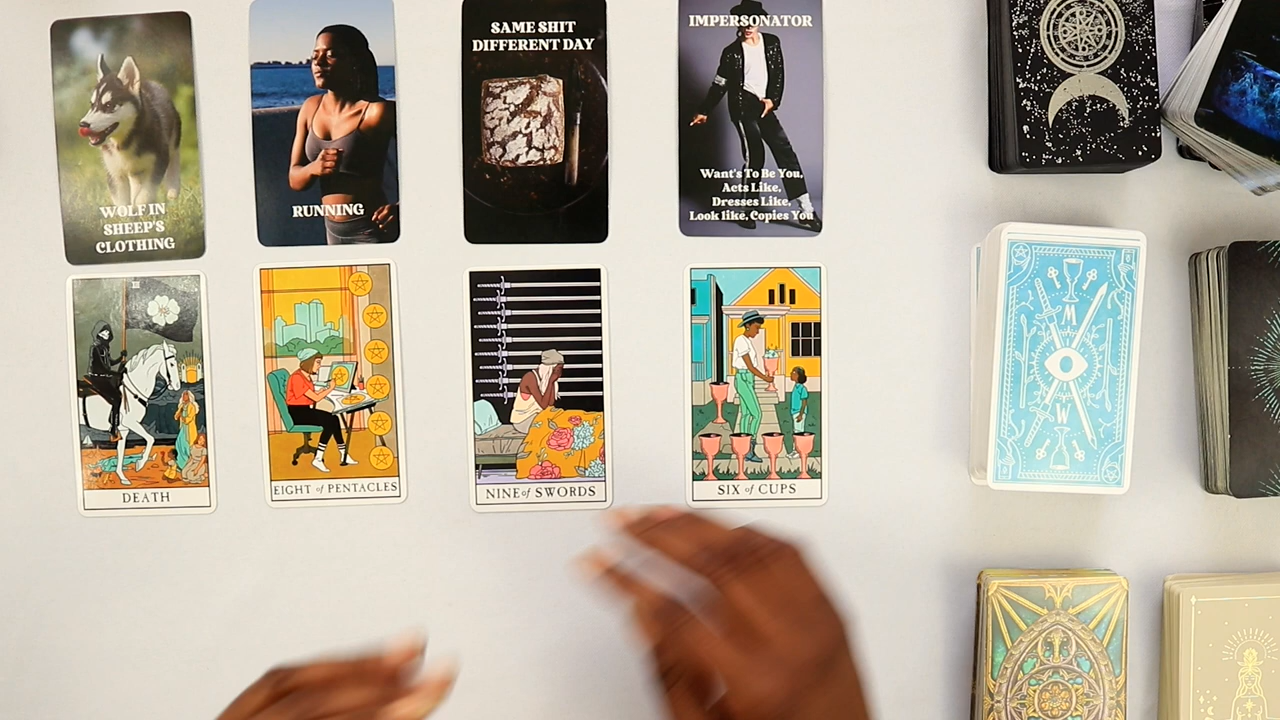 WOLF IN
SHEEP'S
CLOTHING
RUNNING
SAME SHIT
DIFFERENT DAY
IMPERSONATOR
Want's To Be You,
Acts Like,
Dresses Like,
Look like, Copies You
DEATH
EIGHT of PENTACLES
NINE of SWORDS
SIX of CUPS
M
W